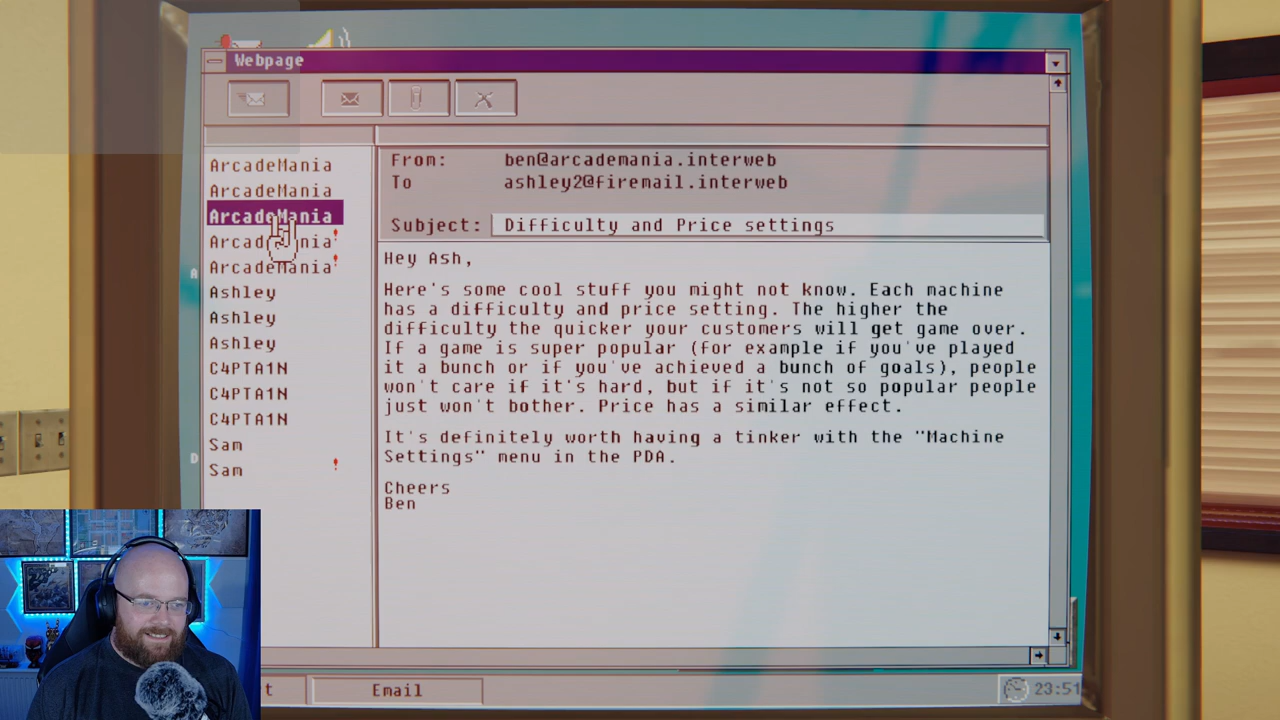 Webpage
ArcadeMania
ArcadeMania
ArcadeMania
ArcadeMania
ArcadeMania
Ashley
Ashley
Ashley
C4PTA1N
C4PTA1N
C4PTA1N
Sam
Sam
From: ben@arcademania.interweb
To ashley2@firemail.interweb
Subject: Difficulty and Price settings
Hey Ash,
Here's some cool stuff you might not know. Each machine
has a difficulty and price setting. The higher the
difficulty the quicker your customers will get game over.
If a game is super popular (for example if you've played
it a bunch or if you've achieved a bunch of goals), people
won't care if it's hard, but if it's not so popular people
just won't bother. Price has a similar effect.
It's definitely worth having a tinker with the "Machine
Settings" menu in the PDA.
Cheers
Ben
Email
23:51